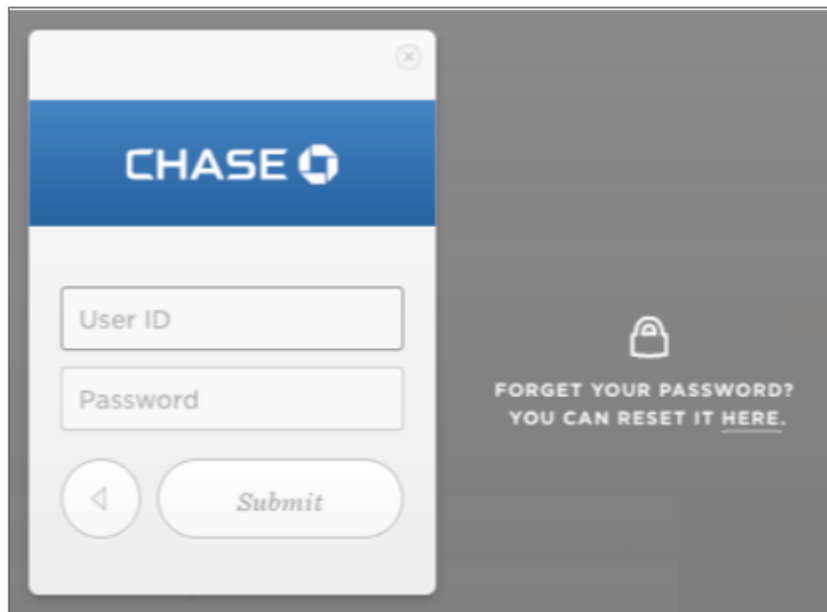 CHASE
User ID
Password
Submit
FORGET YOUR PASSWORD?
YOU CAN RESET IT HERE.